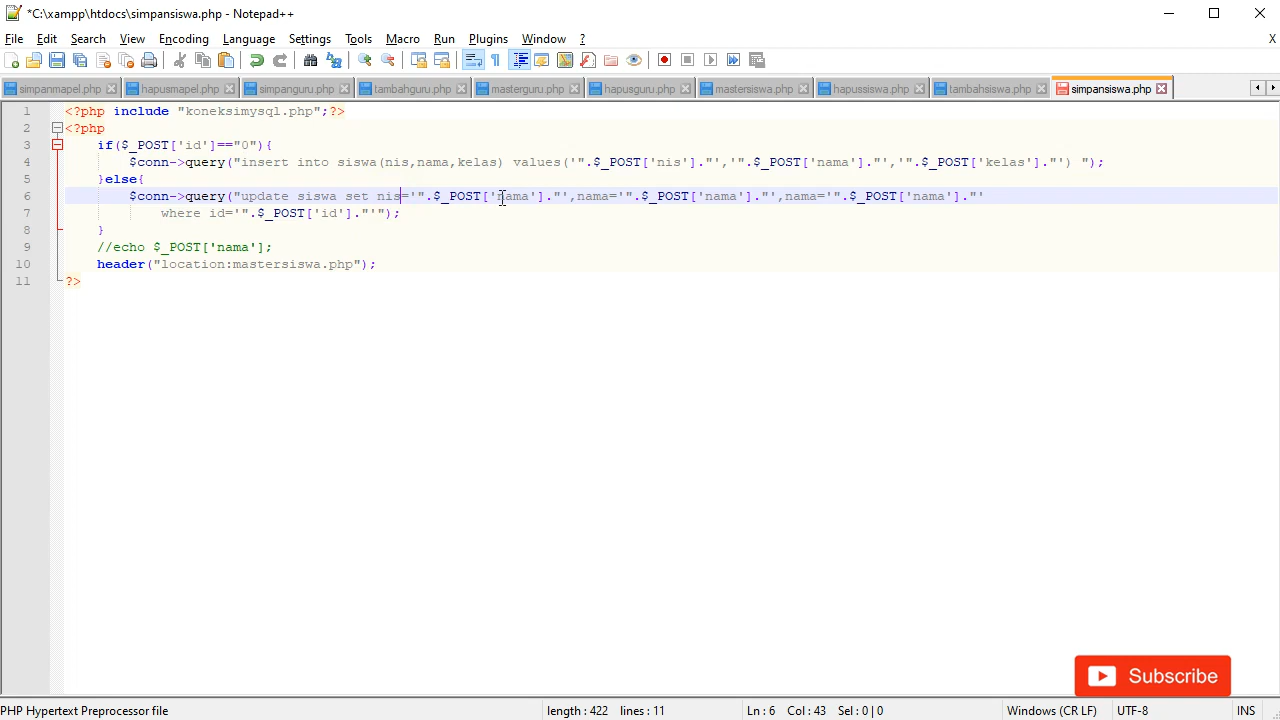 *C:\xampp\htdocs\simpansiswa.php - Notepad++
File Edit Search View Encoding Language Settings Tools Macro Run Plugins Window ? X
simpanmapel.php hapusmapel.php simpanguru.php tambahguru.php masterguru.php hapusguru.php mastersiswa.php hapussiswa.php tambahsiswa.php simpansiswa.php
1 <?php include "koneksimysql.php";?>
2 <?php
3 if($_POST['id']=="0"){
4 $conn->query("insert into siswa(nis,nama,kelas) values('".$_POST['nis']."','".$_POST['nama']."','".$_POST['kelas']."') ");
5 }else{
6 $conn->query("update siswa set nis='".$_POST['nama']."',nama='".$_POST['nama']."',nama='".$_POST['nama']."'
7 where id='".$_POST['id']."'");
8 }
9 //echo $_POST['nama'];
10 header("location:mastersiswa.php");
11 ?>
Subscribe
PHP Hypertext Preprocessor file length : 422 lines : 11 Ln : 6 Col : 43 Sel : 0 | 0 Windows (CR LF) UTF-8 INS